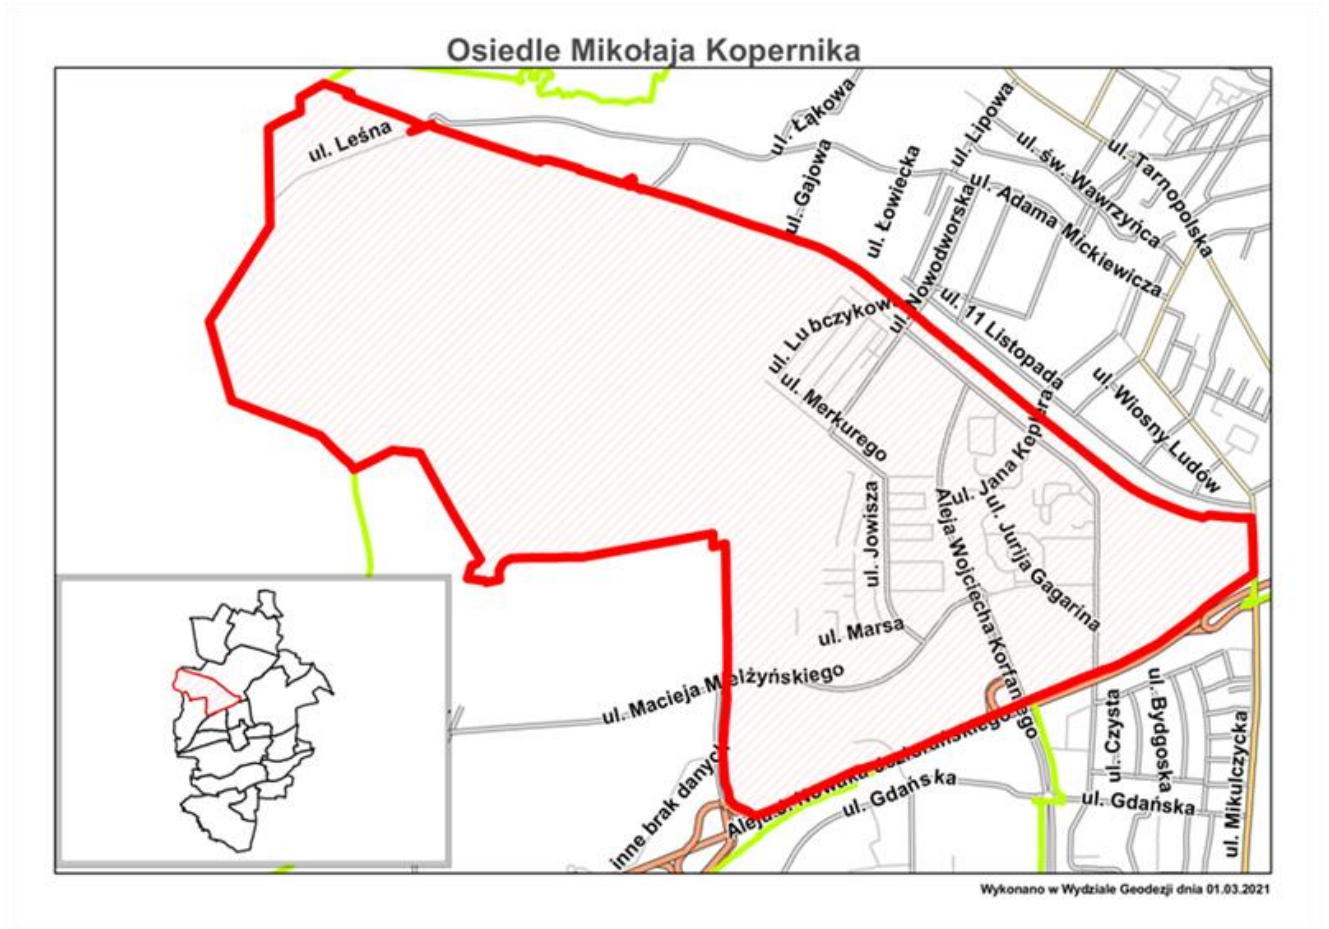 Osiedle Mikołaja Kopernika
ul. Leśna
ul. Łąkowa
ul. Gajowa
ul. Łowiecka
ul. Lipowa
ul. św. Wawrzyńca
ul. Tarnopolska
ul. Adama Mickiewicza
ul. Nowodworska
ul. 11 Listopada
ul. Lubczykowa
ul. Merkurego
ul. Wiosny Ludów
ul. Jana Keplera
ul. Jowisza
Aleja Wojciecha Korfantego
ul. Jurija Gagarina
ul. Marsa
ul. Macieja Mielżyńskiego
inne brak danych
Aleja J. Nowaka-Jeziorańskiego
ul. Gdańska
ul. Gdańska
ul. Czysta
ul. Bydgoska
ul. Mikulczycka
Wykonano w Wydziale Geodezji dnia 01.03.2021